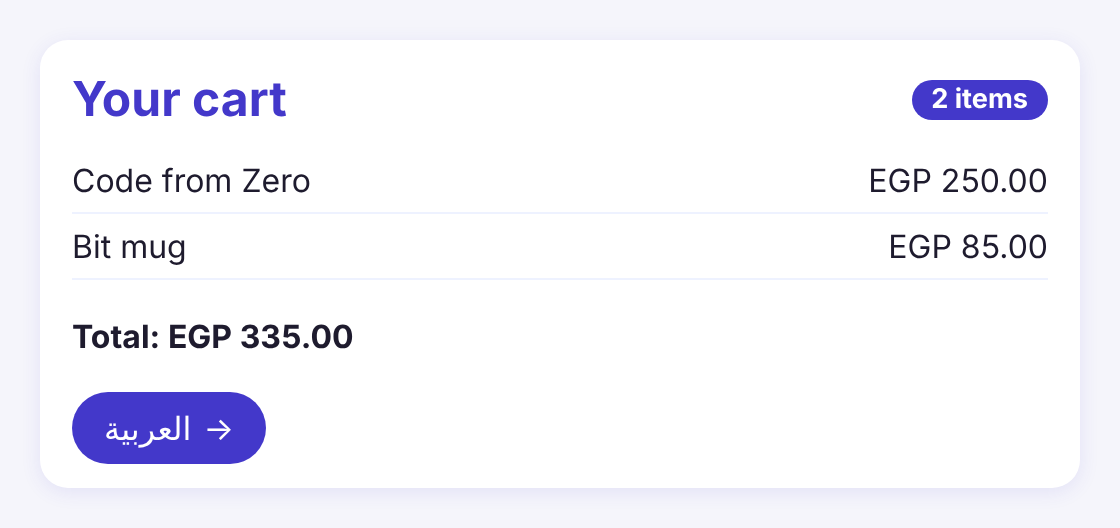 Your cart
2 items
Code from Zero EGP 250.00
Bit mug EGP 85.00
Total: EGP 335.00
العربية →